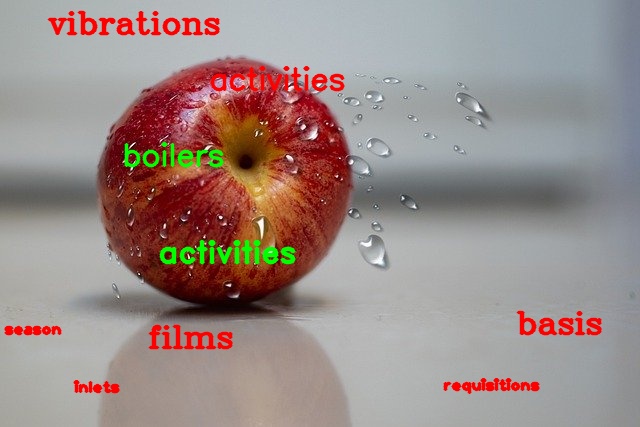 vibrations
activities
boilers
activities
basis
season
films
inlets
requisitions